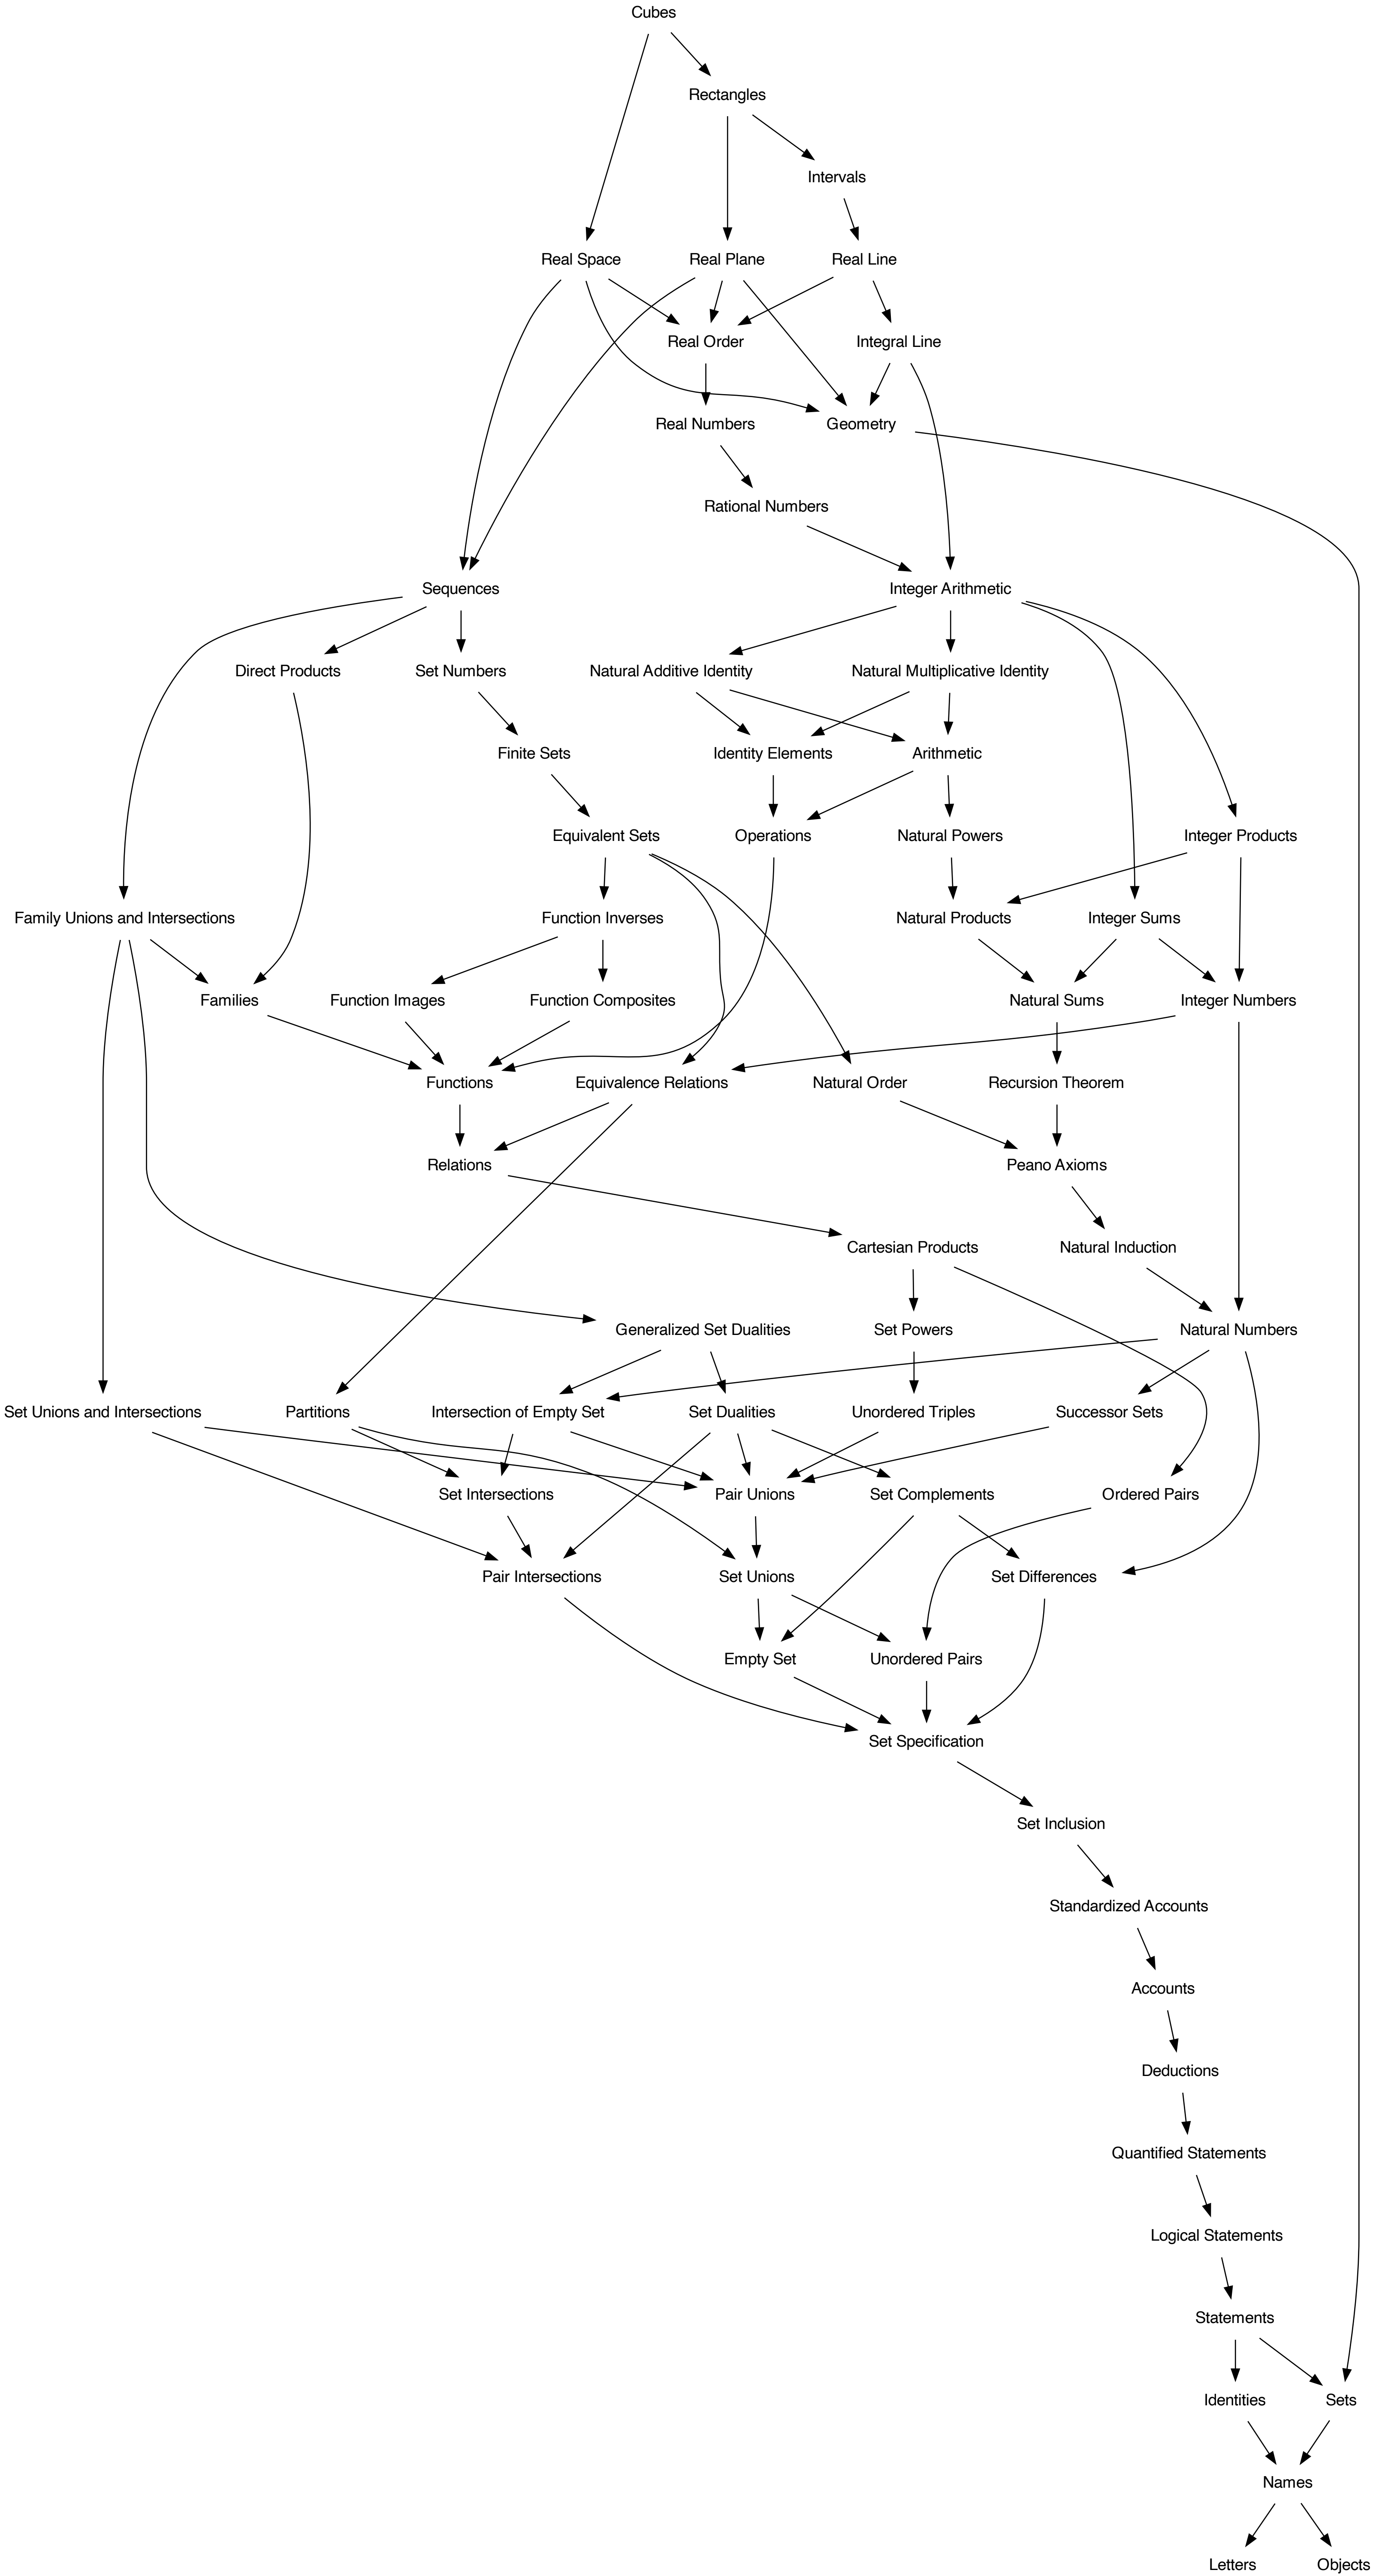 Cubes
Rectangles
Intervals
Real Space
Real Plane
Real Line
Real Order
Integral Line
Real Numbers
Geometry
Rational Numbers
Sequences
Integer Arithmetic
Direct Products
Set Numbers
Natural Additive Identity
Natural Multiplicative Identity
Finite Sets
Identity Elements
Arithmetic
Equivalent Sets
Operations
Natural Powers
Integer Products
Family Unions and Intersections
Function Inverses
Natural Products
Integer Sums
Families
Function Images
Function Composites
Natural Sums
Integer Numbers
Functions
Equivalence Relations
Natural Order
Recursion Theorem
Relations
Peano Axioms
Cartesian Products
Natural Induction
Generalized Set Dualities
Set Powers
Natural Numbers
Set Unions and Intersections
Partitions
Intersection of Empty Set
Set Dualities
Unordered Triples
Successor Sets
Set Intersections
Pair Unions
Set Complements
Ordered Pairs
Pair Intersections
Set Unions
Set Differences
Empty Set
Unordered Pairs
Set Specification
Set Inclusion
Standardized Accounts
Accounts
Deductions
Quantified Statements
Logical Statements
Statements
Identities
Sets
Names
Letters
Objects